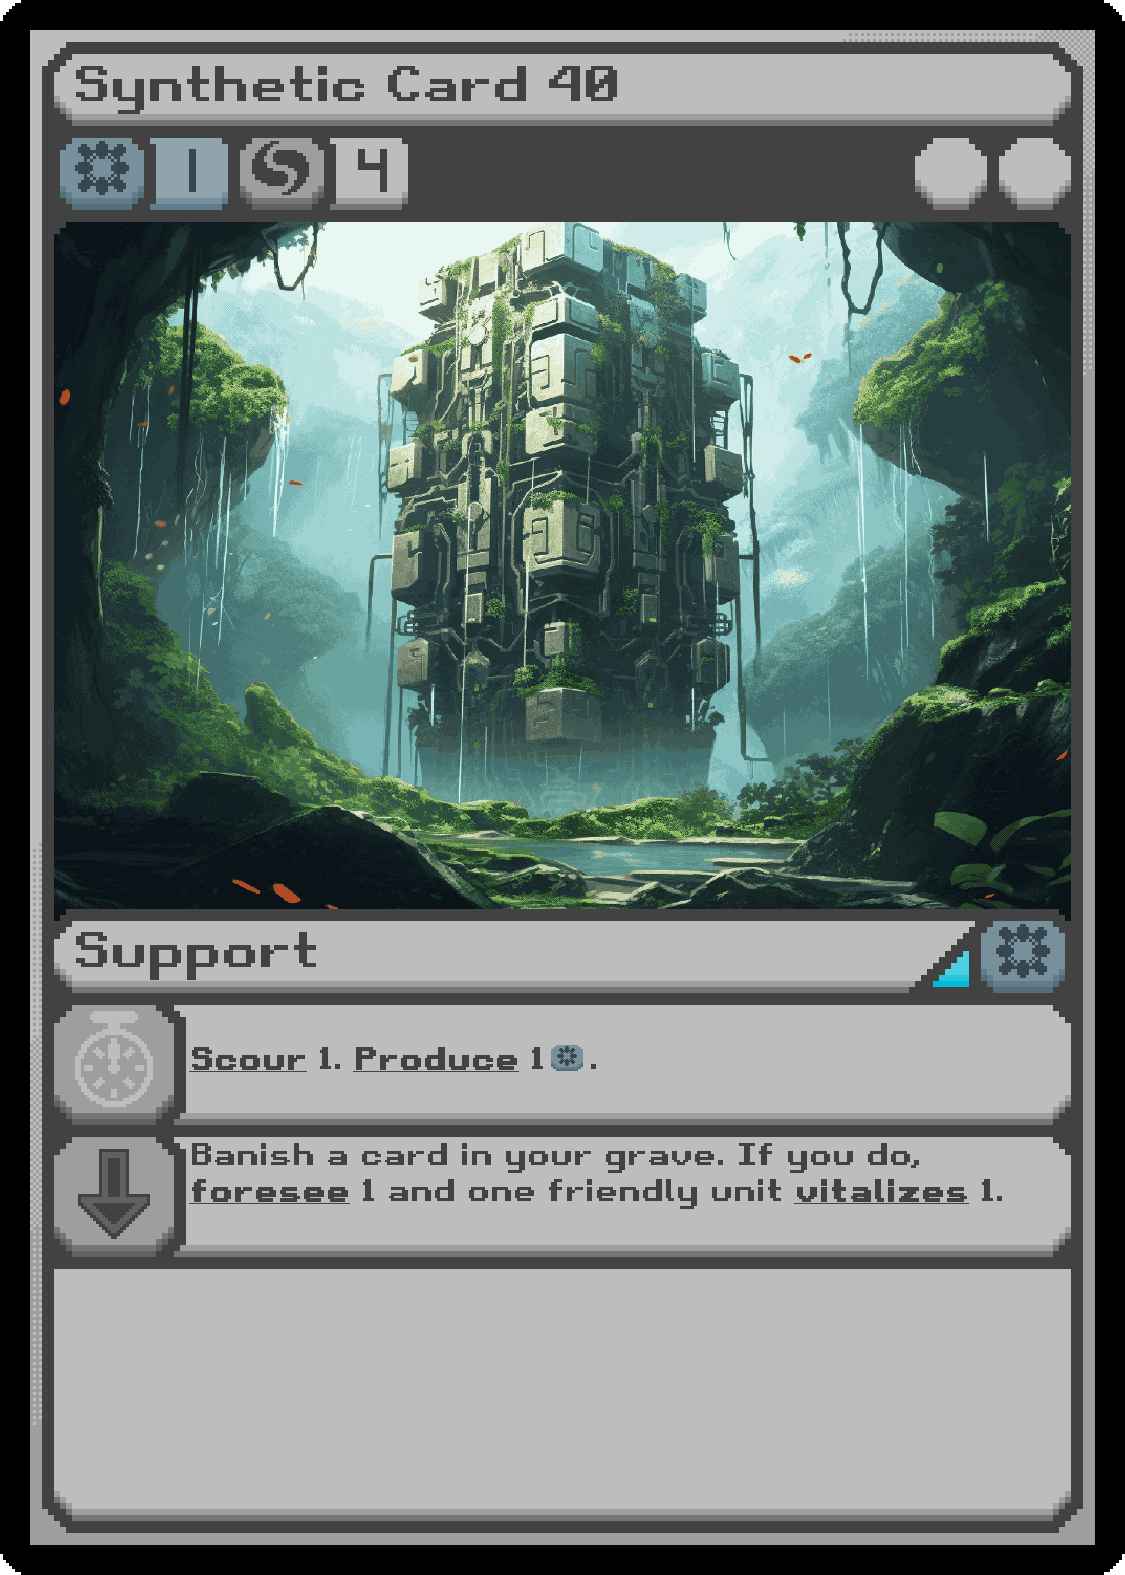 Synthetic Card 40
1 4
Support
Scour 1. Produce 1 .
Banish a card in your grave. If you do,
foresee 1 and one friendly unit vitalizes 1.